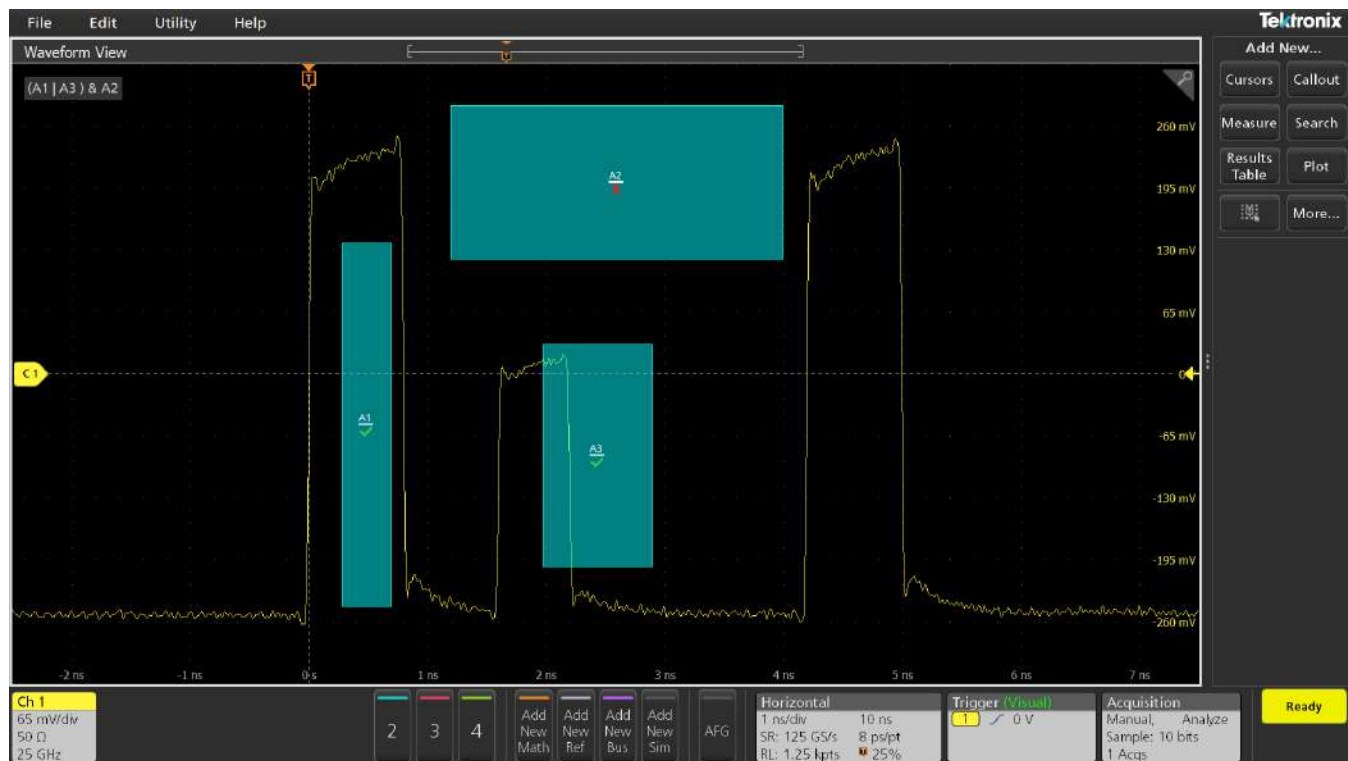 File Edit Utility Help
Tektronix
Waveform View
Add New...
(A1 | A3 ) & A2
T
T
Cursors Callout
Measure Search
Results Table Plot
More...
260 mV
195 mV
130 mV
65 mV
0
-65 mV
-130 mV
-195 mV
-260 mV
A2
A1
A3
C 1
-2 ns -1 ns 0 s 1 ns 2 ns 3 ns 4 ns 5 ns 6 ns 7 ns
Ch 1
65 mV/div
50 Ω
25 GHz
2 3 4
Add New Math
Add New Ref
Add New Bus
Add New Sim
AFG
Horizontal
1 ns/div 10 ns
SR: 125 GS/s 8 ps/pt
RL: 1.25 kpts 25%
Trigger (Visual)
1 0 V
Acquisition
Manual, Analyze
Sample: 10 bits
1 Acqs
Ready